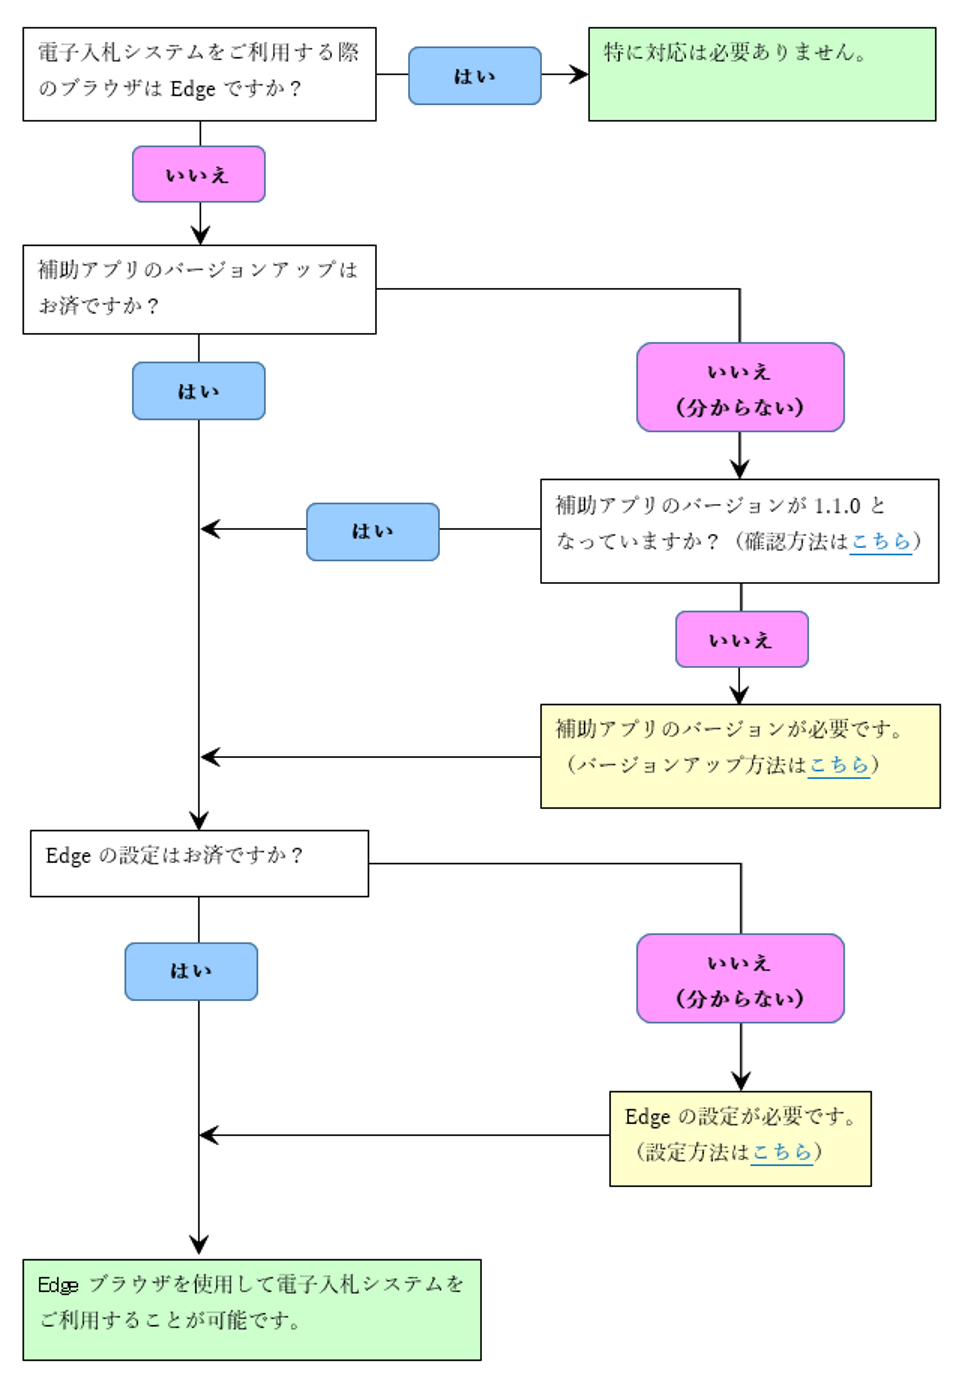 電子入札システムをご利用する際
のブラウザは Edge ですか？
はい
特に対応は必要ありません。
いいえ
補助アプリのバージョンアップは
お済ですか？
はい
いいえ
（分からない）
補助アプリのバージョンが 1.1.0 と
なっていますか？（確認方法はこちら）
はい
いいえ
補助アプリのバージョンが必要です。
（バージョンアップ方法はこちら）
Edge の設定はお済ですか？
はい
いいえ
（分からない）
Edge の設定が必要です。
（設定方法はこちら）
Edge ブラウザを使用して電子入札システムを
ご利用することが可能です。